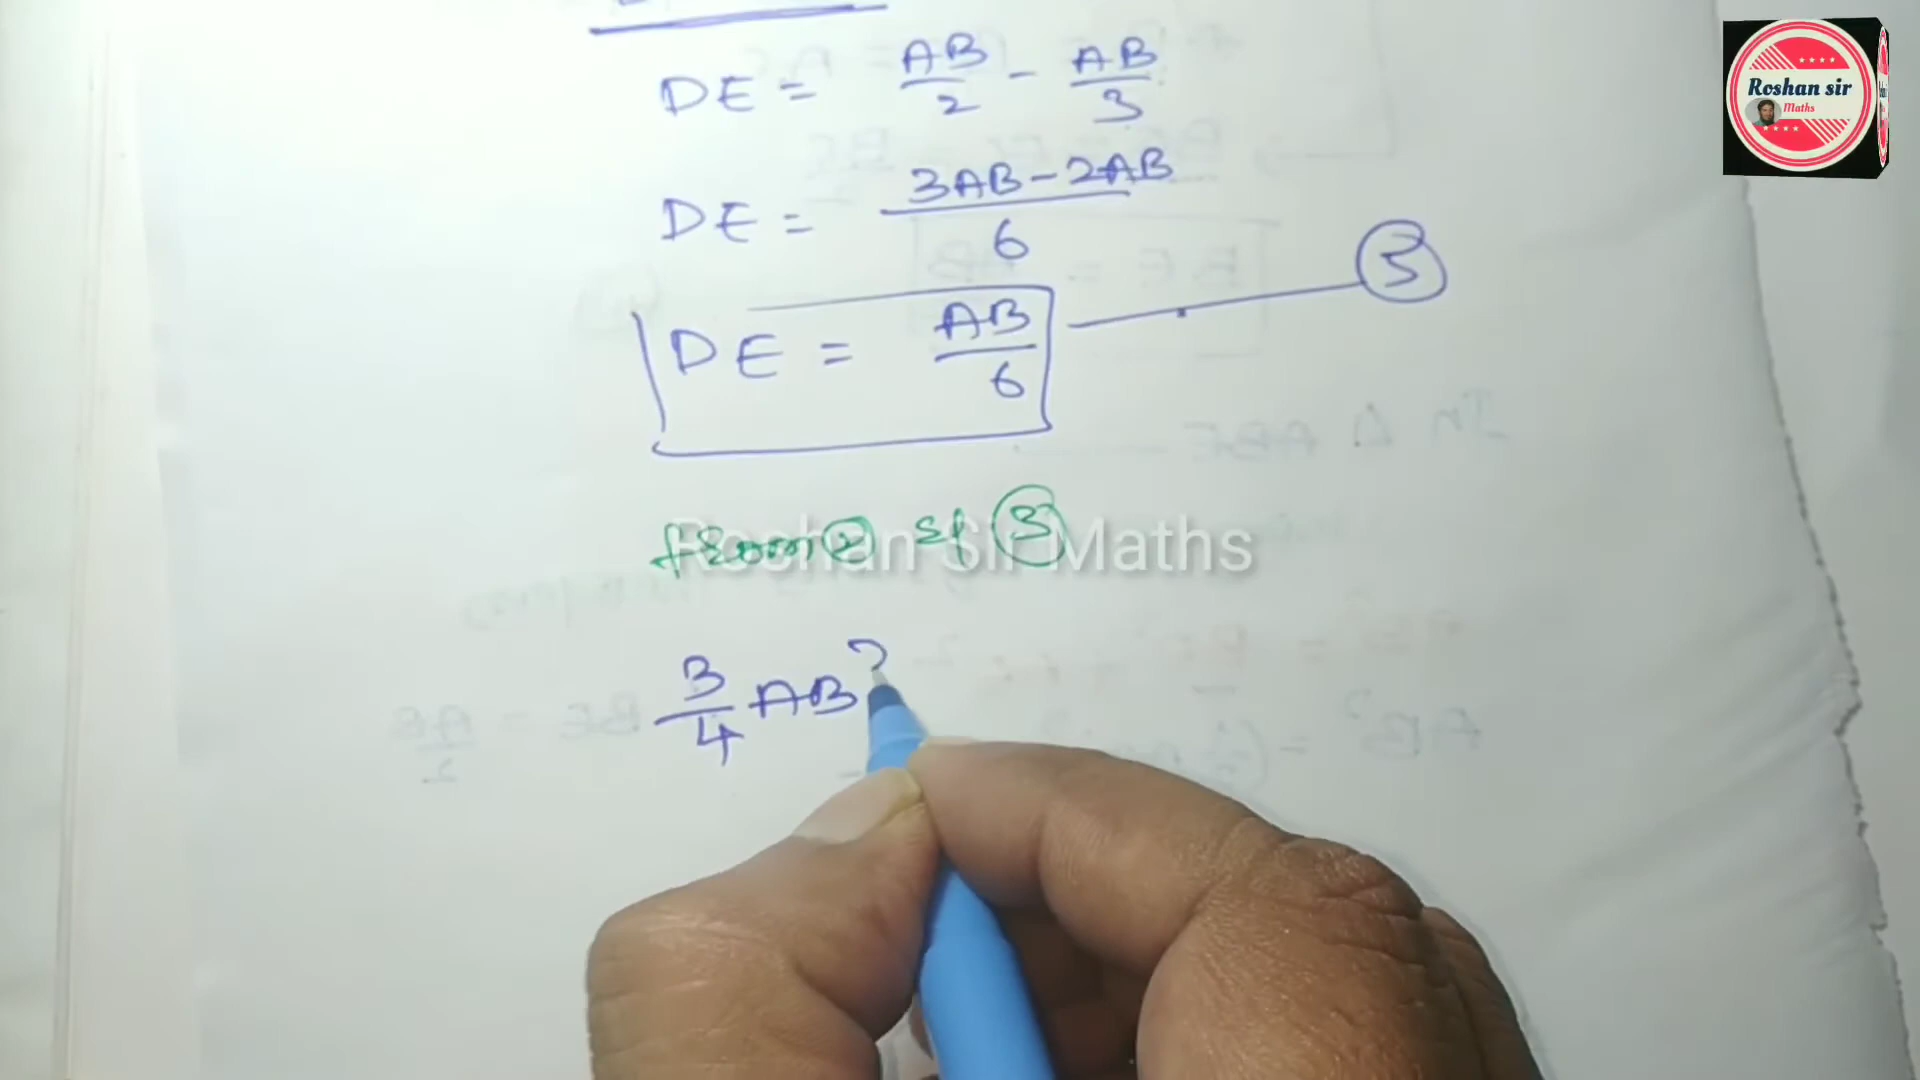 DE = AB/2 - AB/3
DE = 3AB-2AB/6
DE = AB/6 ③
from ② & ③
3/4 AB²
Roshan Sir Maths
Roshan sir
Maths